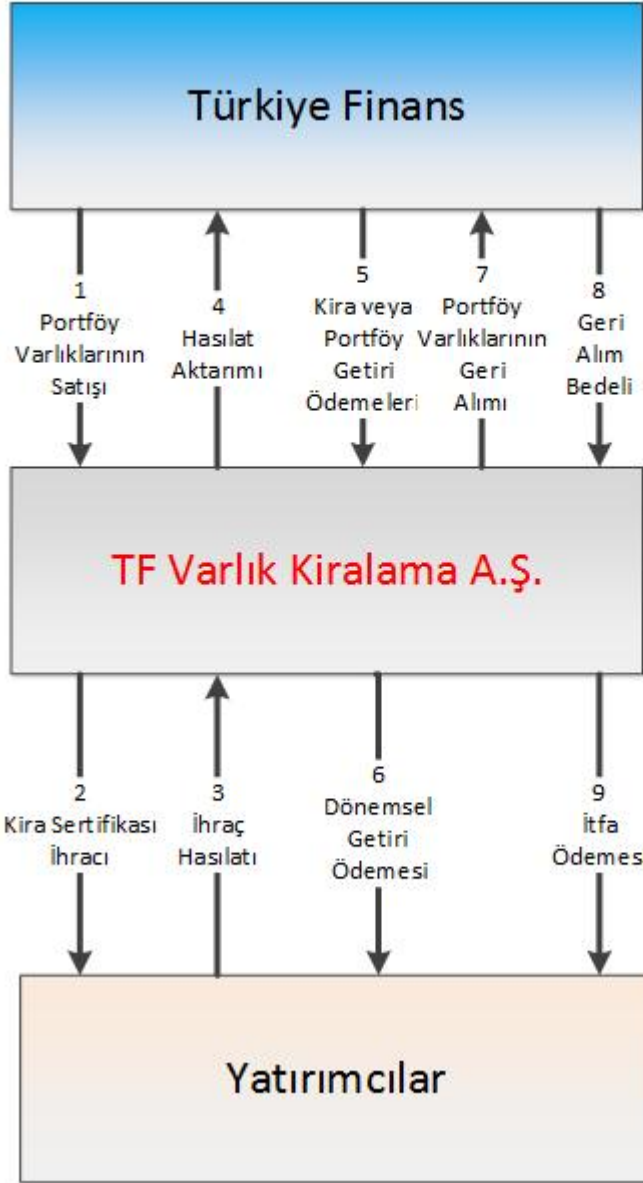 Türkiye Finans
1
Portföy
Varlıklarının
Satışı
4
Hasılat
Aktarımı
5
Kira veya
Portföy
Getiri
Ödemeleri
7
Portföy
Varlıklarının
Geri
Alımı
8
Geri
Alım
Bedeli
TF Varlık Kiralama A.Ş.
2
Kira Sertifikası
İhracı
3
İhraç
Hasılatı
6
Dönemsel
Getiri
Ödemesi
9
İtfa
Ödemes
Yatırımcılar